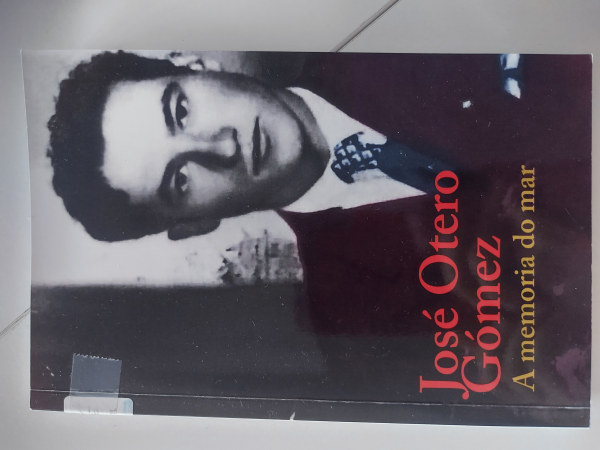 José Otero
Gómez
A memoria do mar